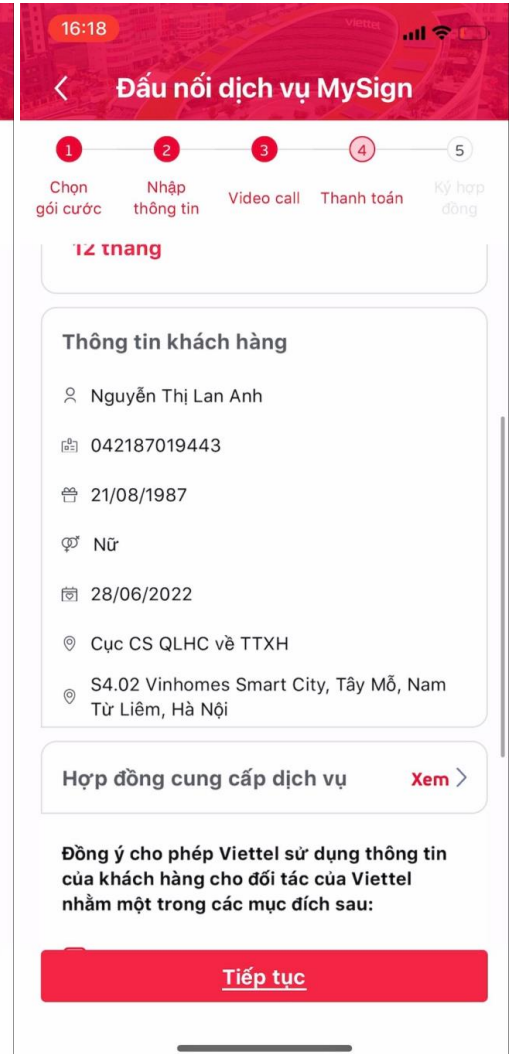 16:18
viettel
Đấu nối dịch vụ MySign
1
2
3
4
5
Chọn
gói cước
Nhập
thông tin
Video call
Thanh toán
Ký hợp
đồng
12 tháng
Thông tin khách hàng
Nguyễn Thị Lan Anh
042187019443
21/08/1987
Nữ
28/06/2022
Cục CS QLHC về TTXH
S4.02 Vinhomes Smart City, Tây Mỗ, Nam
Từ Liêm, Hà Nội
Hợp đồng cung cấp dịch vụ
Xem
Đồng ý cho phép Viettel sử dụng thông tin
của khách hàng cho đối tác của Viettel
nhằm một trong các mục đích sau:
Tiếp tục